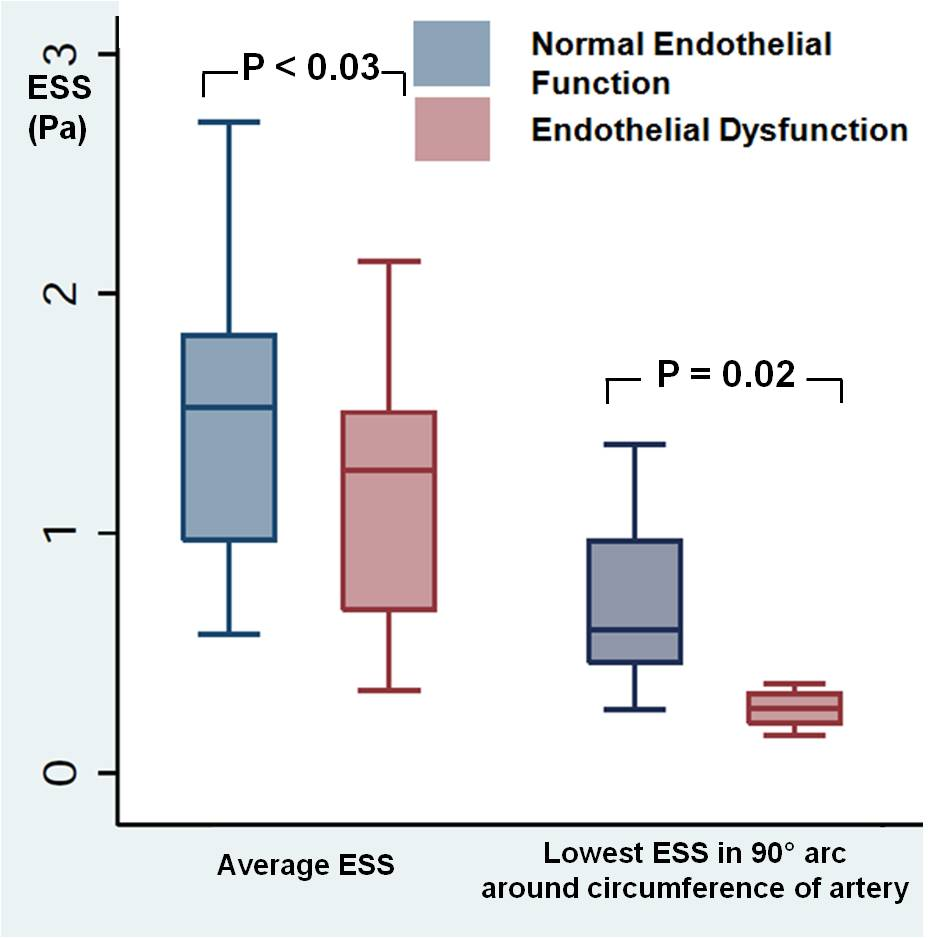 3
ESS
(Pa)
2
1
0
P < 0.03
Normal Endothelial
Function
Endothelial Dysfunction
P = 0.02
Average ESS
Lowest ESS in 90° arc
around circumference of artery